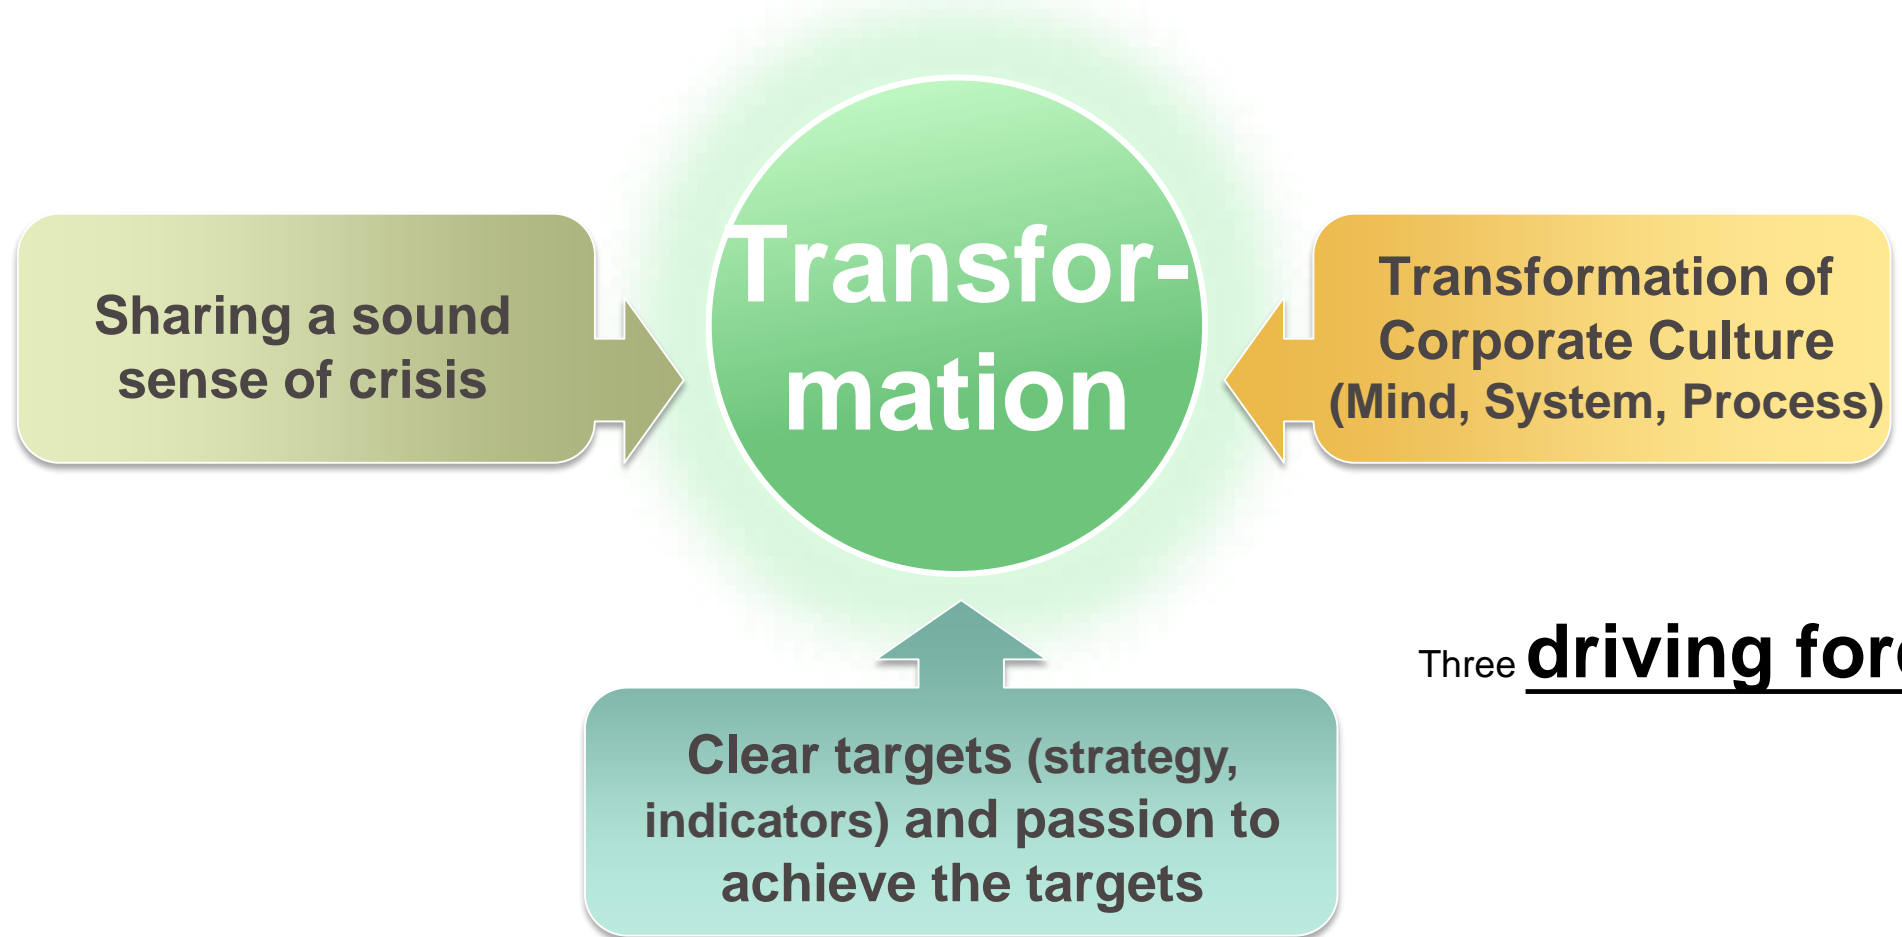 Transfor-
mation
Sharing a sound
sense of crisis
Transformation of
Corporate Culture
(Mind, System, Process)
Three driving
Clear targets (strategy,
indicators) and passion to
achieve the targets